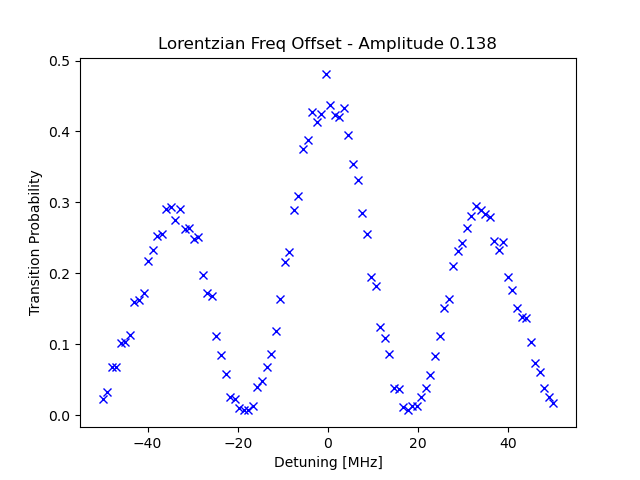 Lorentzian Freq Offset - Amplitude 0.138
Transition Probability
0.5
0.4
0.3
0.2
0.1
0.0
−40 −20 0 20 40
Detuning [MHz]